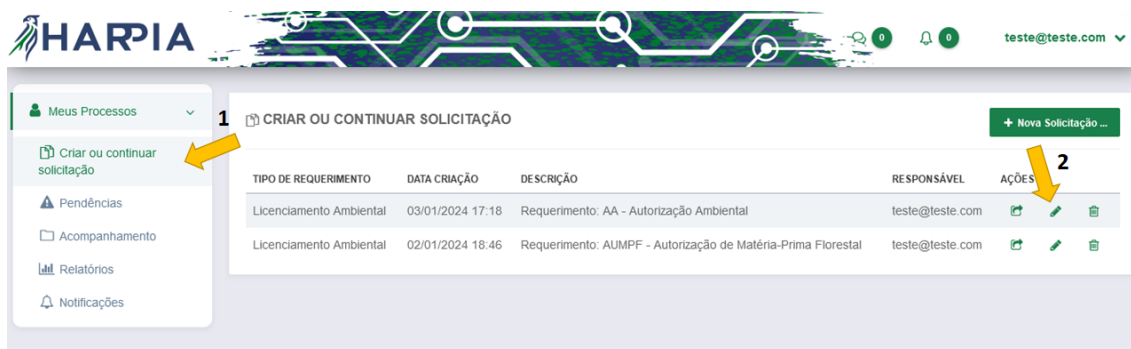 HARPIA
0
0
teste@teste.com
Meus Processos
1
CRIAR OU CONTINUAR SOLICITAÇÃO
+ Nova Solicitação ...
Criar ou continuar
solicitação
2
TIPO DE REQUERIMENTO DATA CRIAÇÃO DESCRIÇÃO RESPONSÁVEL AÇÕES
Pendências
Licenciamento Ambiental 03/01/2024 17:18 Requerimento: AA - Autorização Ambiental teste@teste.com
Acompanhamento
Licenciamento Ambiental 02/01/2024 18:46 Requerimento: AUMPF - Autorização de Matéria-Prima Florestal teste@teste.com
Relatórios
Notificações